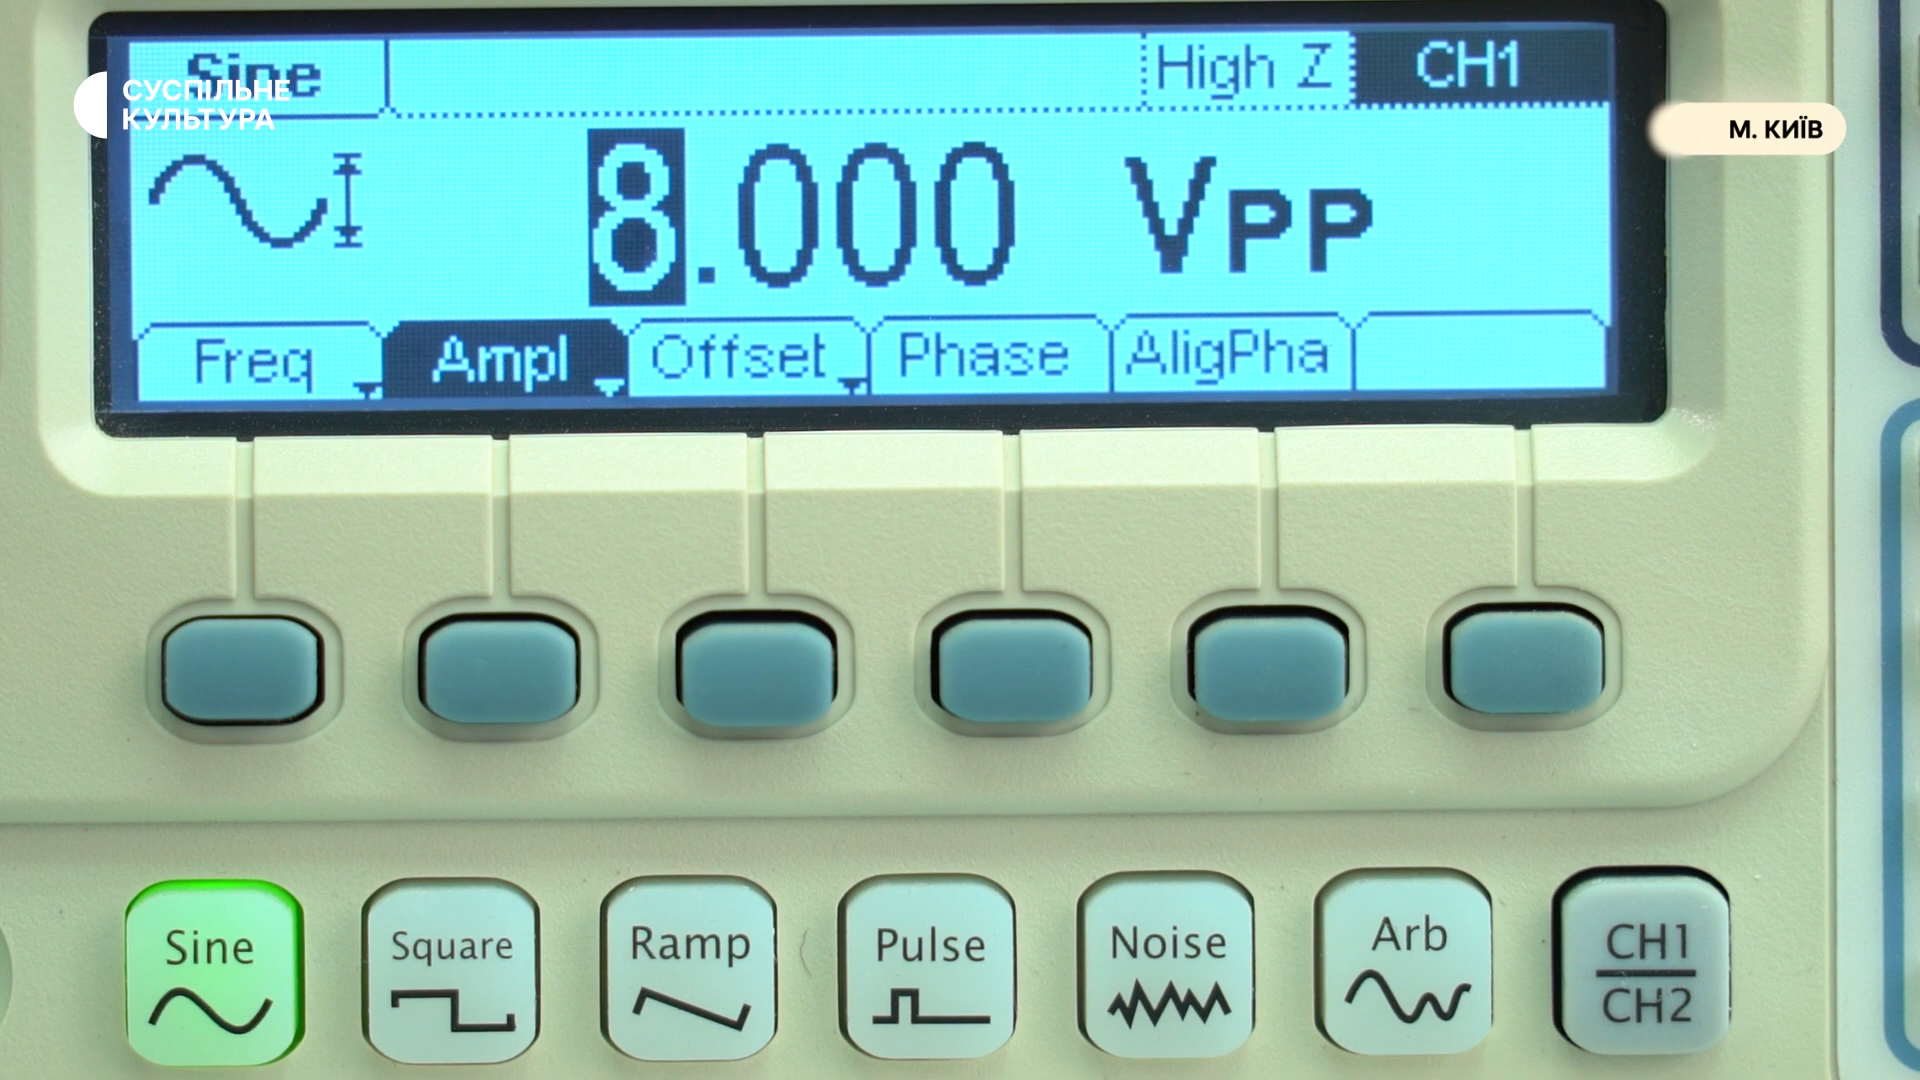 Sine
High Z
CH1
СУСПІЛЬНЕ
КУЛЬТУРА
М. КИЇВ
8.000 VPP
Freq
Ampl
Offset
Phase
AligPha
Sine
Square
Ramp
Pulse
Noise
Arb
CH1
CH2